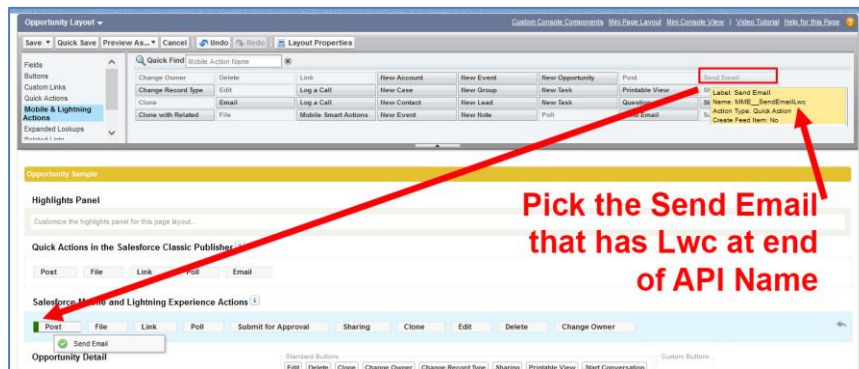 Opportunity Layout
Custom Console Components Mini Page Layout Mini Console View | Video Tutorial Help for this Page
Save Quick Save Preview As... Cancel Undo Redo Layout Properties
Fields
Buttons
Custom Links
Quick Actions
Mobile & Lightning
Actions
Expanded Lookups
Related Lists
Quick Find Mobile Action Name
Change Owner Delete Link New Account New Event New Opportunity Post Send Email
Change Record Type Edit Log a Call New Case New Group New Task Printable View
Clone Email Log a Call New Contact New Lead New Task Question
Clone with Related File Mobile Smart Actions New Event New Note Poll Send Email
Label: Send Email
Name: MME__SendEmailLwc
Action Type: Quick Action
Create Feed Item: No
Opportunity Sample
Highlights Panel
Customize the highlights panel for this page layout...
Pick the Send Email
that has Lwc at end
of API Name
Quick Actions in the Salesforce Classic Publisher
Post File Link Poll Email
Salesforce Mobile and Lightning Experience Actions
Post File Link Poll Submit for Approval Sharing Clone Edit Delete Change Owner
Send Email
Opportunity Detail
Standard Buttons
Custom Buttons
Edit Delete Clone Change Owner Change Record Type Sharing Printable View Start Conversation